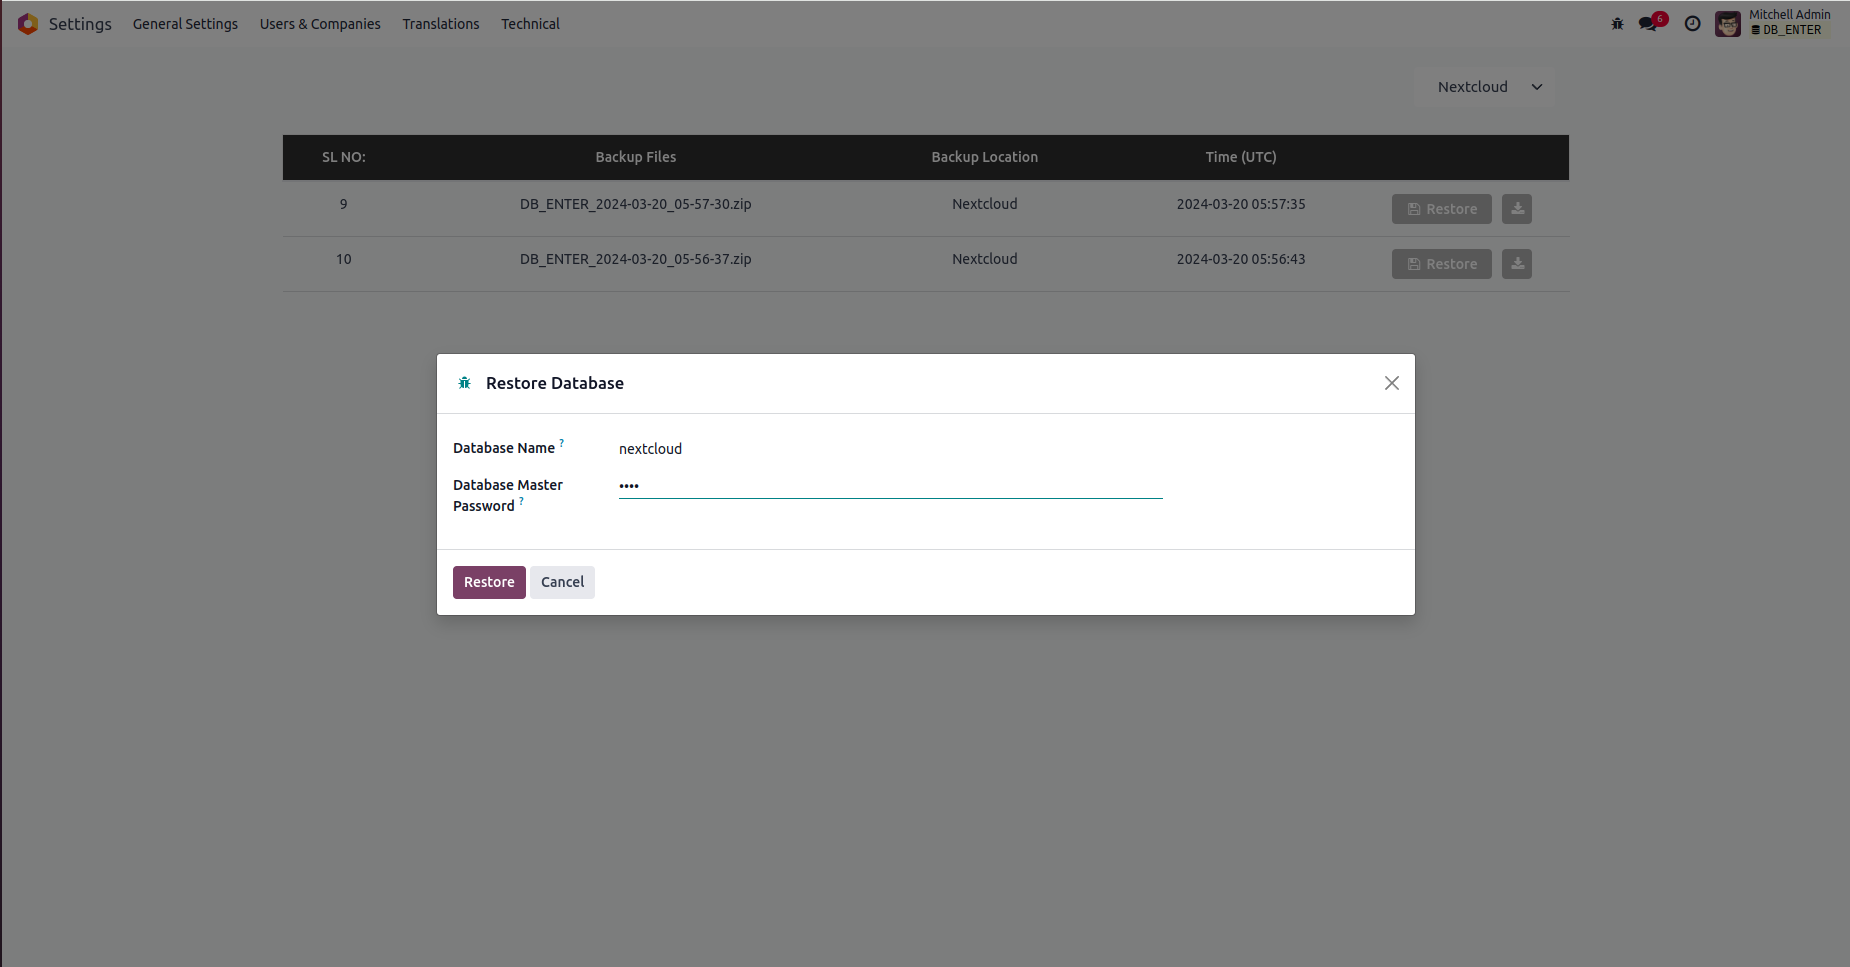 Settings General Settings Users & Companies Translations Technical 6 Mitchell Admin
DB_ENTER
Nextcloud
SL NO: Backup Files Backup Location Time (UTC)
9 DB_ENTER_2024-03-20_05-57-30.zip Nextcloud 2024-03-20 05:57:35 Restore
10 DB_ENTER_2024-03-20_05-56-37.zip Nextcloud 2024-03-20 05:56:43 Restore
Restore Database
Database Name ? nextcloud
Database Master ••••
Password ?
Restore Cancel